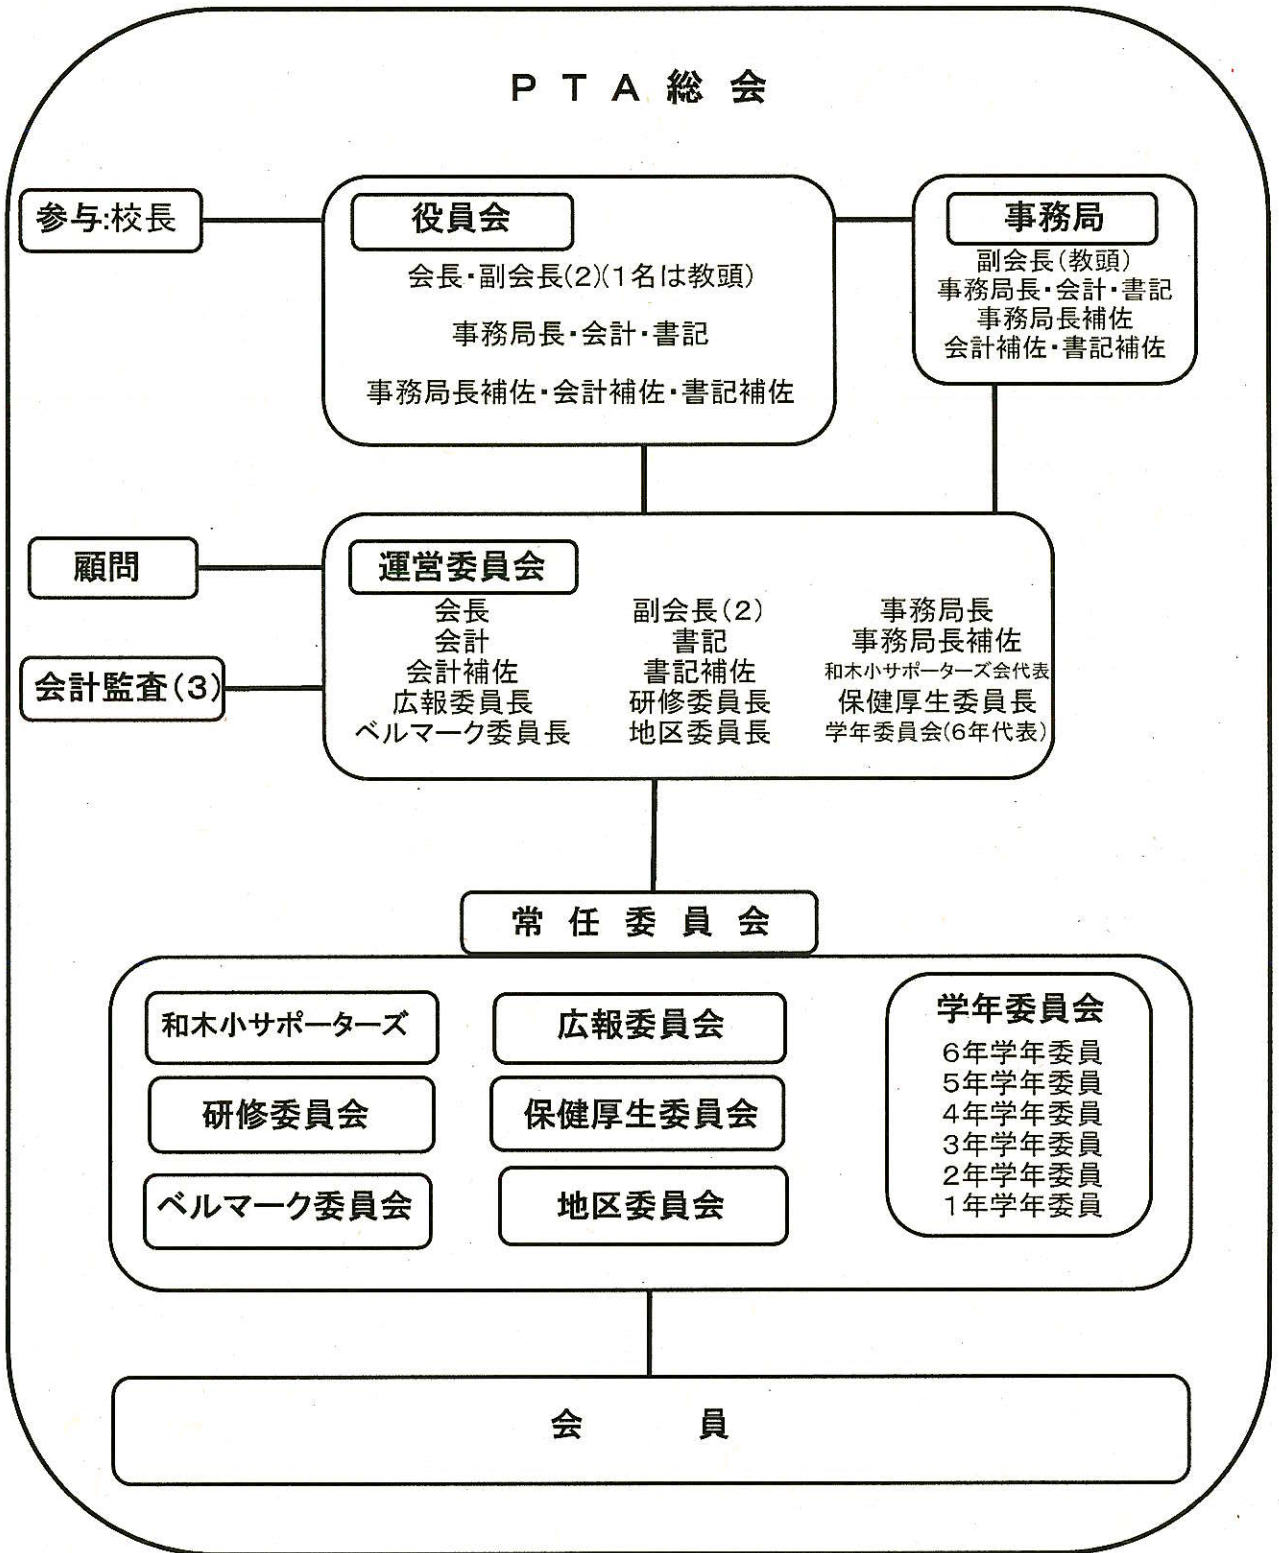 PTA総会
参与:校長
役員会
会長・副会長(2)(1名は教頭)
事務局長・会計・書記
事務局長補佐・会計補佐・書記補佐
事務局
副会長(教頭)
事務局長・会計・書記
事務局長補佐
会計補佐・書記補佐
顧問
会計監査(3)
運営委員会
会長 副会長(2) 事務局長
会計 書記 事務局長補佐
会計補佐 書記補佐 和木小サポーターズ会代表
広報委員長 研修委員長 保健厚生委員長
ベルマーク委員長 地区委員長 学年委員会(6年代表)
常任委員会
和木小サポーターズ
広報委員会
研修委員会
保健厚生委員会
ベルマーク委員会
地区委員会
学年委員会
6年学年委員
5年学年委員
4年学年委員
3年学年委員
2年学年委員
1年学年委員
会員